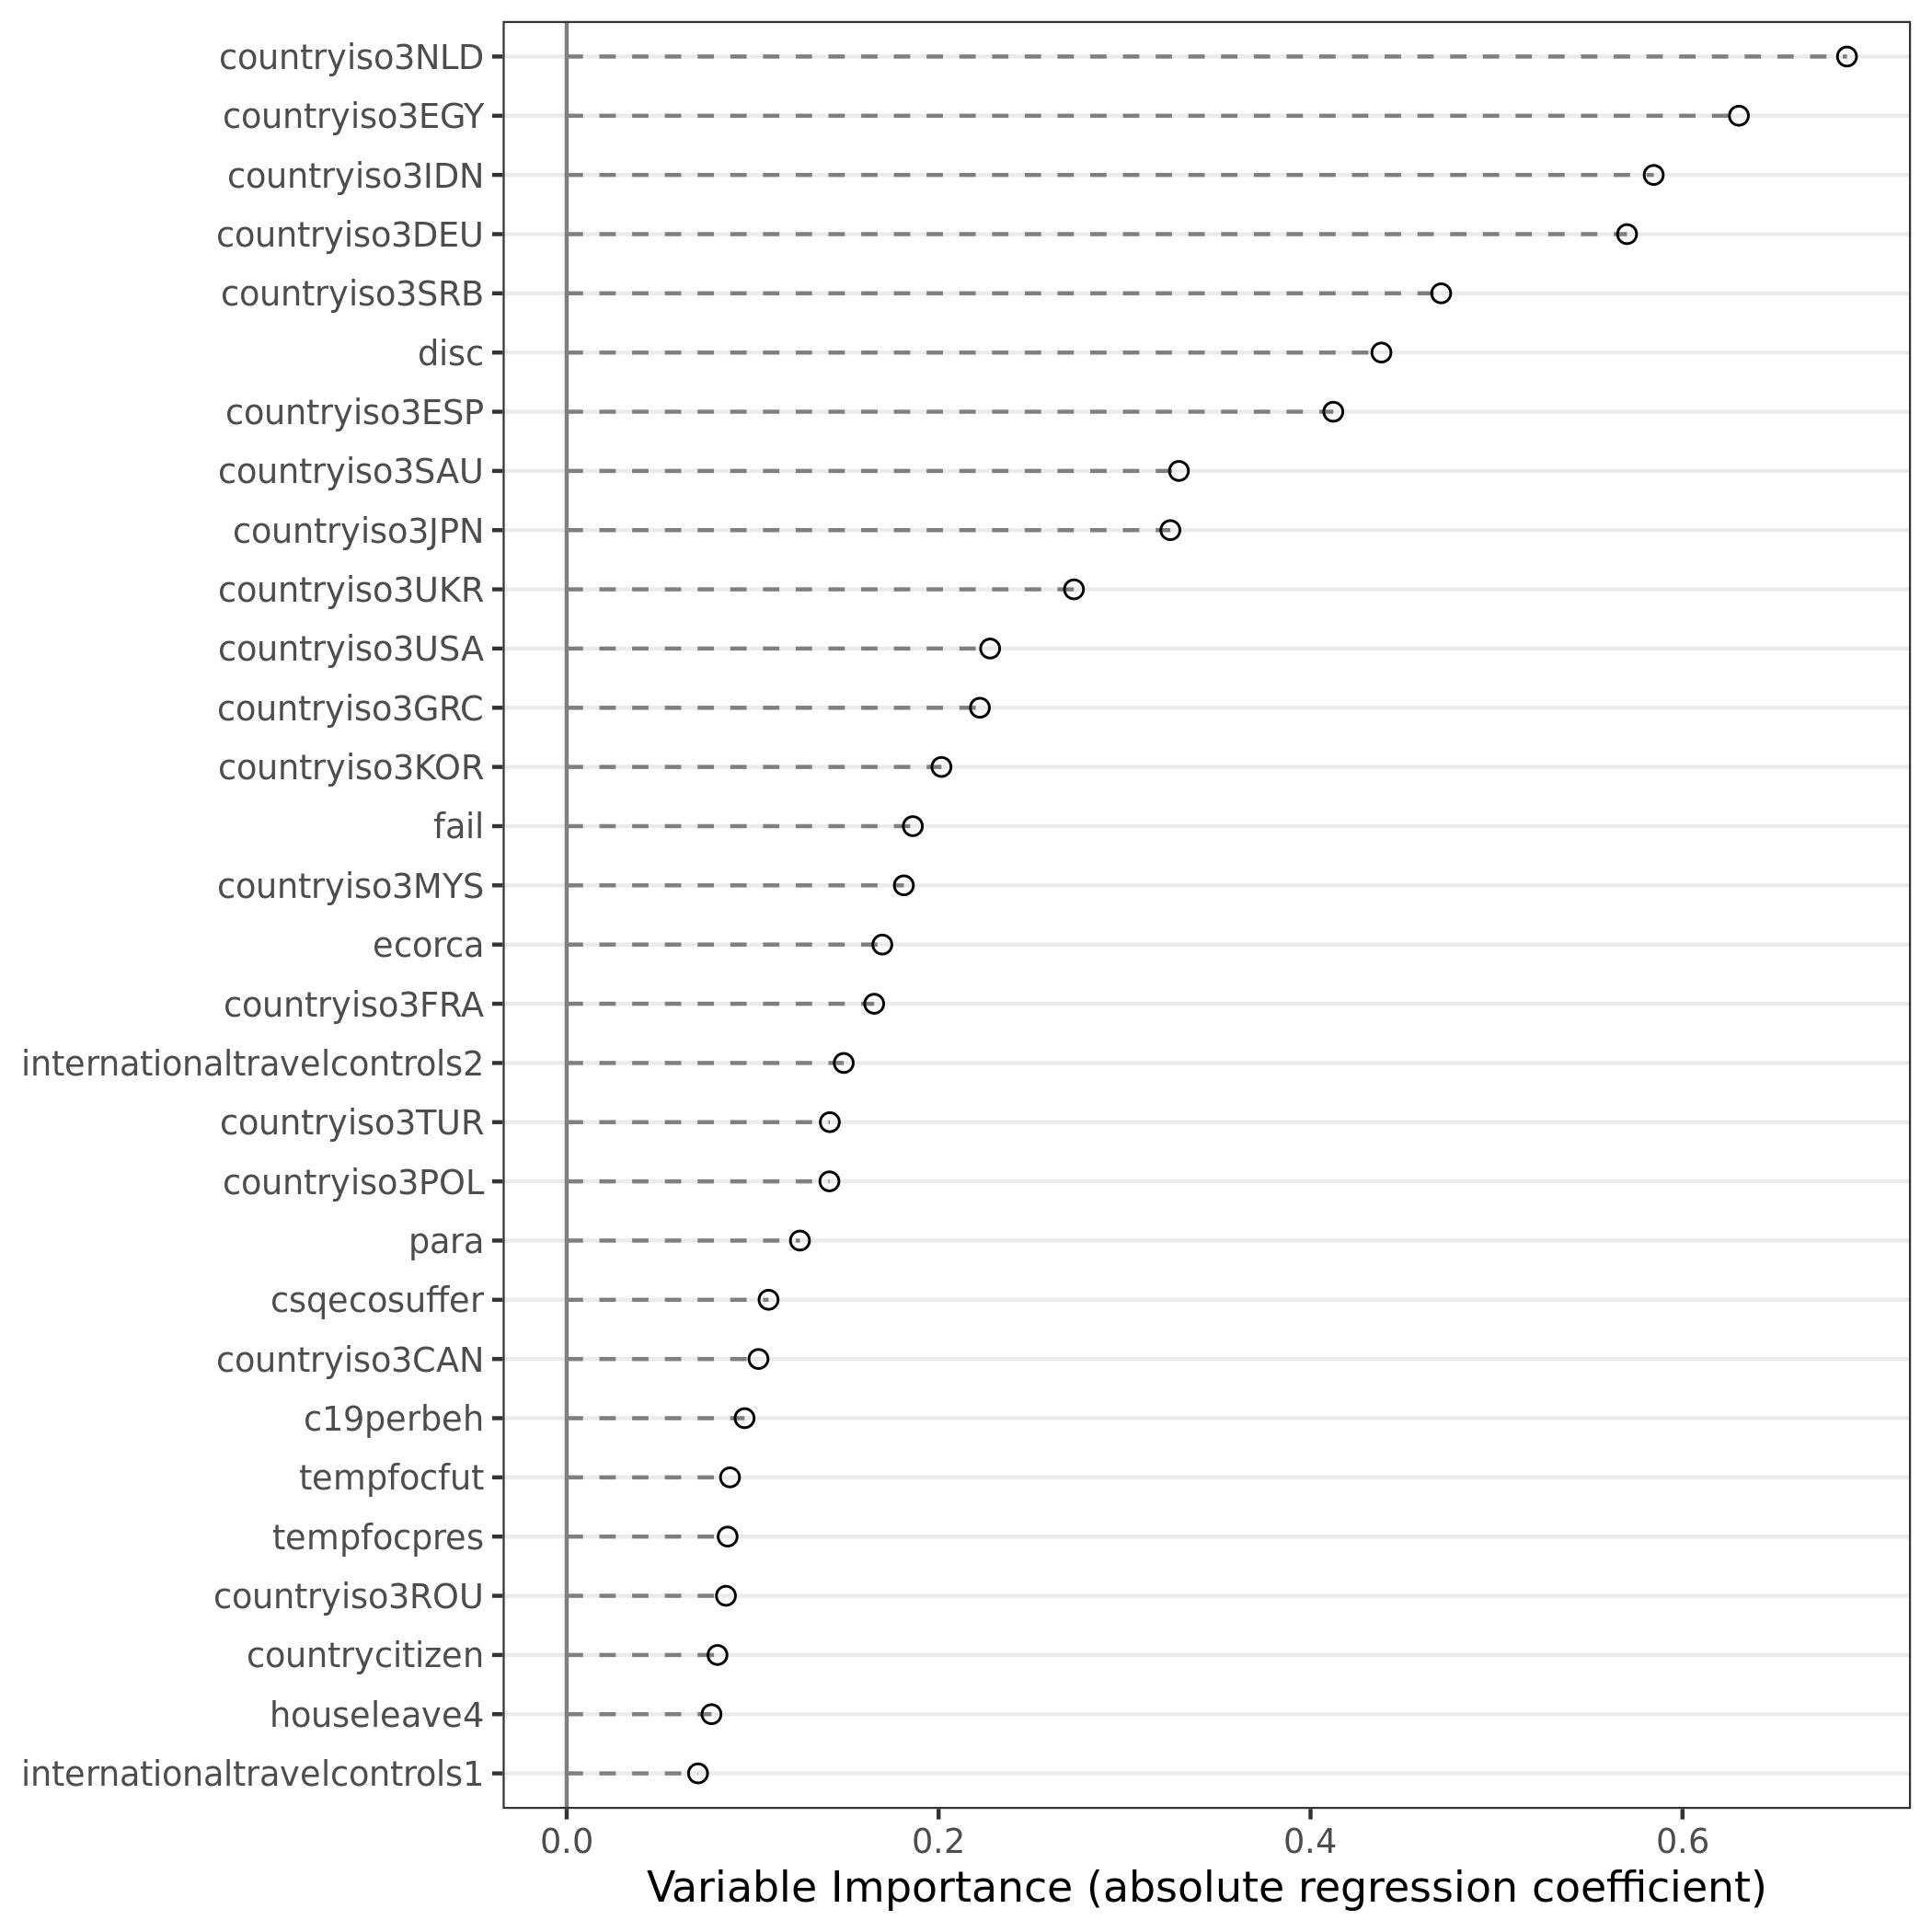 countryiso3NLD
countryiso3EGY
countryiso3IDN
countryiso3DEU
countryiso3SRB
disc
countryiso3ESP
countryiso3SAU
countryiso3JPN
countryiso3UKR
countryiso3USA
countryiso3GRC
countryiso3KOR
fail
countryiso3MYS
ecorca
countryiso3FRA
internationaltravelcontrols2
countryiso3TUR
countryiso3POL
para
csqecosuffer
countryiso3CAN
c19perbeh
tempfocfut
tempfocpres
countryiso3ROU
countrycitizen
houseleave4
internationaltravelcontrols1
0.0 0.2 0.4 0.6
Variable Importance (absolute regression coefficient)